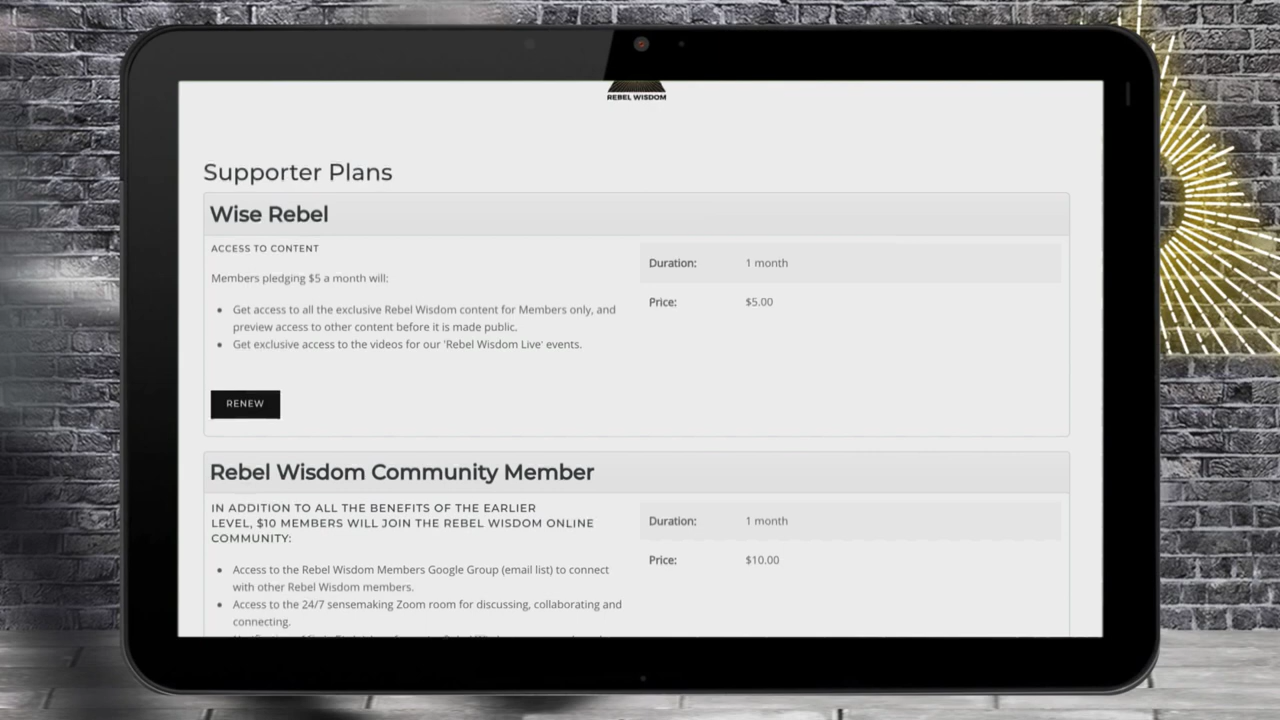 REBEL WISDOM
Supporter Plans
Wise Rebel
ACCESS TO CONTENT
Members pledging $5 a month will:
• Get access to all the exclusive Rebel Wisdom content for Members only, and
preview access to other content before it is made public.
• Get exclusive access to the videos for our 'Rebel Wisdom Live' events.
Duration: 1 month
Price: $5.00
RENEW
Rebel Wisdom Community Member
IN ADDITION TO ALL THE BENEFITS OF THE EARLIER
LEVEL, $10 MEMBERS WILL JOIN THE REBEL WISDOM ONLINE
COMMUNITY:
• Access to the Rebel Wisdom Members Google Group (email list) to connect
with other Rebel Wisdom members.
• Access to the 24/7 sensemaking Zoom room for discussing, collaborating and
connecting.
Duration: 1 month
Price: $10.00